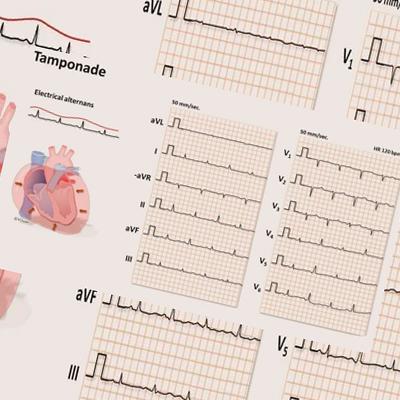 aVL
V1
Tamponade
Electrical alternans
50 mm/sec.
aVL
I
-aVR
II
aVF
III
50 mm/sec.
HR 120 bpm
V1
V2
V3
V4
V5
V6
aVF
III
V5